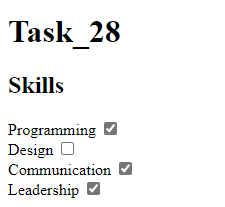 Task_28
Skills
Programming
Design
Communication
Leadership